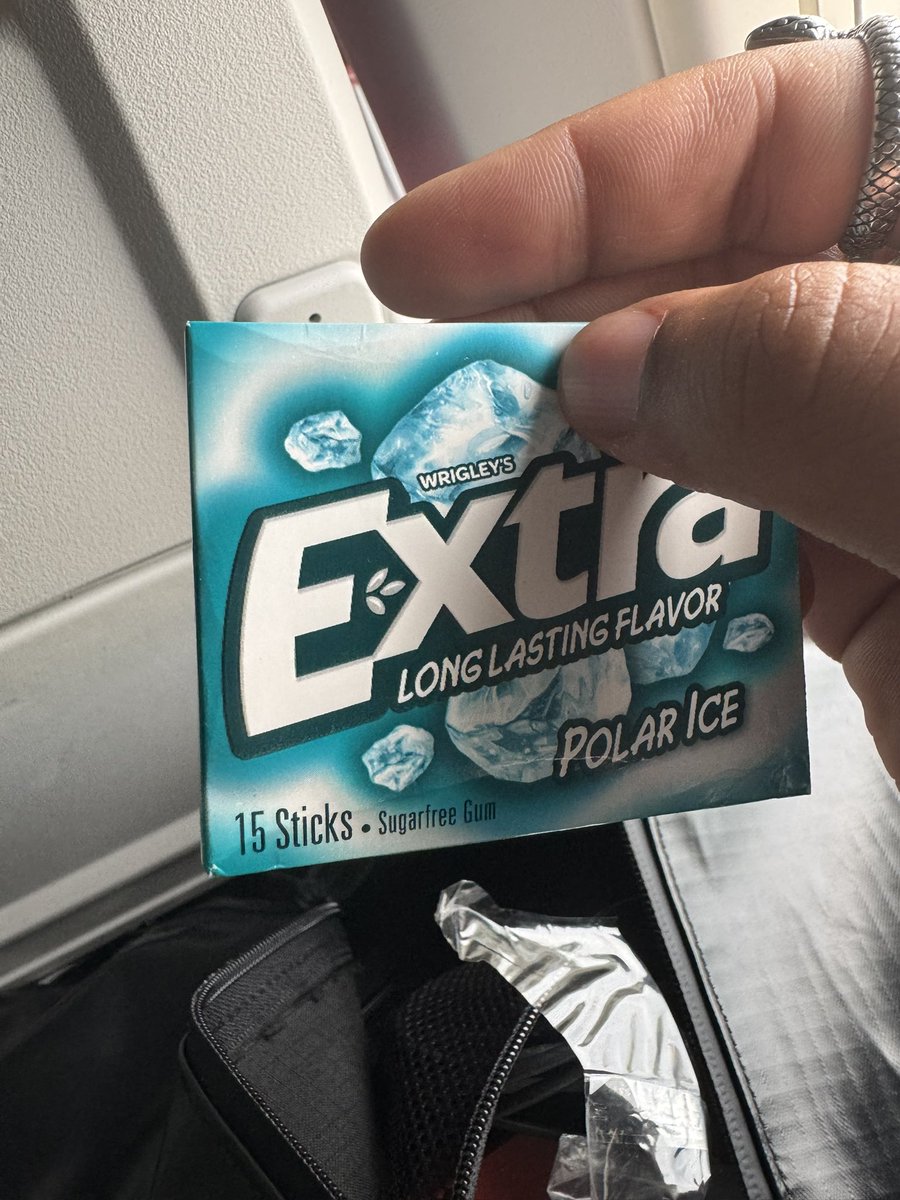 WRIGLEY'S
Extra
LONG LASTING FLAVOR
POLAR ICE
15 Sticks • Sugarfree Gum